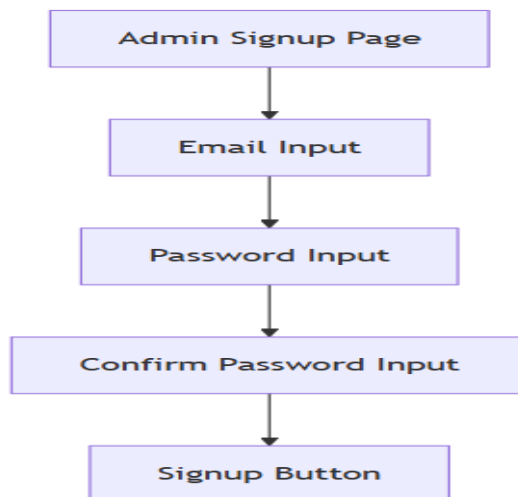 Admin Signup Page
Email Input
Password Input
Confirm Password Input
Signup Button